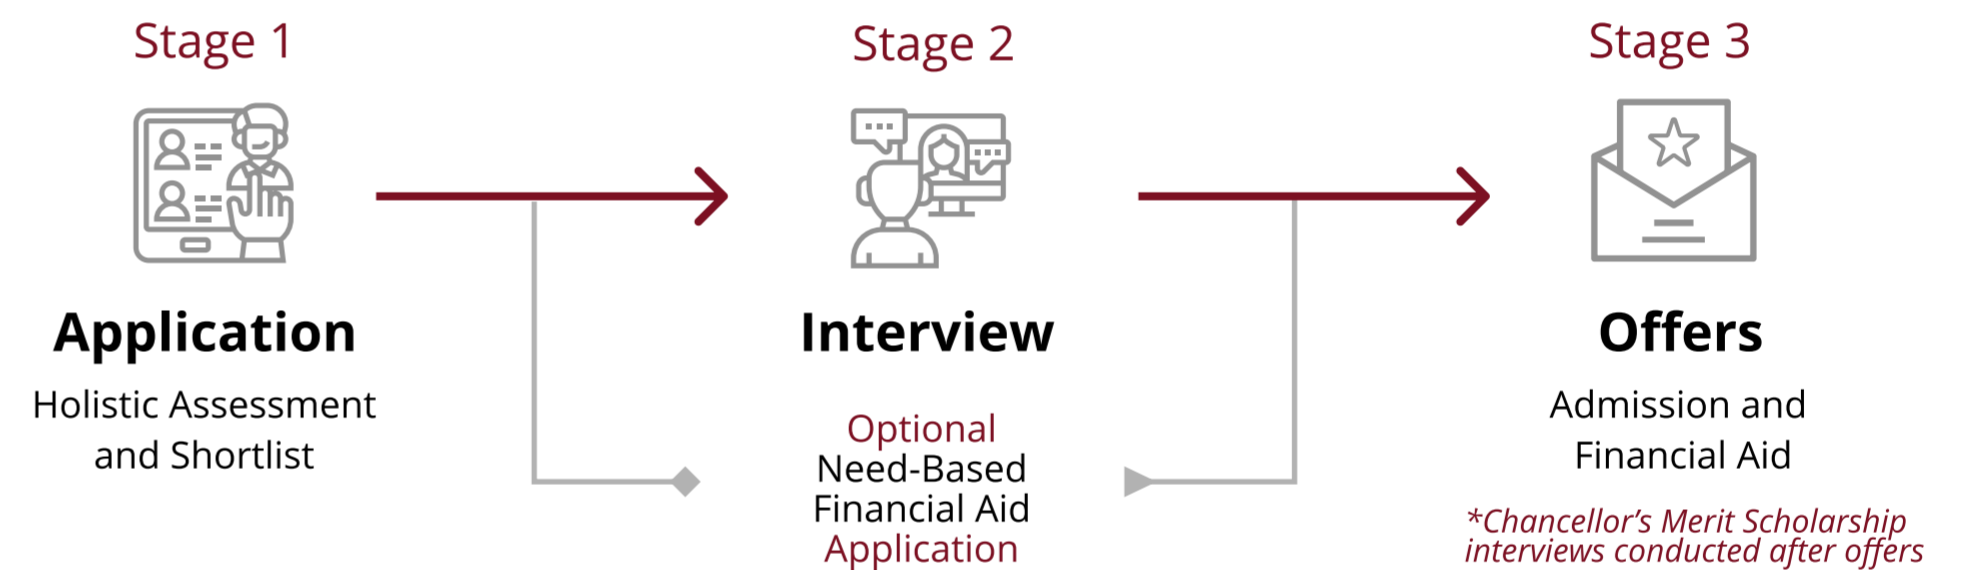 Stage 1
Application
Holistic Assessment
and Shortlist
Stage 2
Interview
Optional
Need-Based
Financial Aid
Application
Stage 3
Offers
Admission and
Financial Aid
*Chancellor's Merit Scholarship
interviews conducted after offers